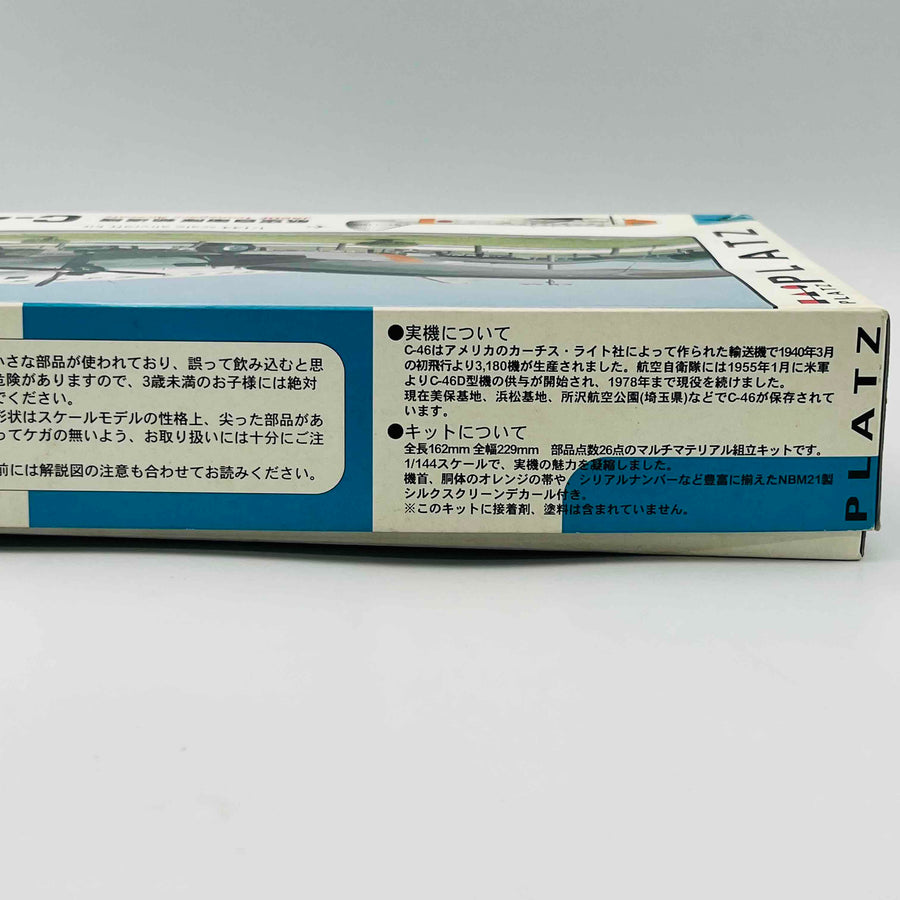 C-4
1/144 scale aircraft kit
PLATZ
PLATZ
PLATZ
小さな部品が使われており、誤って飲み込むと思
危険がありますので、3歳未満のお子様には絶対
でください。
形状はスケールモデルの性格上、尖った部品があ
ってケガの無いよう、お取り扱いには十分にご注
前には解説図の注意も合わせてお読みください。
●実機について
C-46はアメリカのカーチス・ライト社によって作られた輸送機で1940年3月
の初飛行より3,180機が生産されました。航空自衛隊には1955年1月に米軍
よりC-46D型機の供与が開始され、1978年まで現役を続けました。
現在美保基地、浜松基地、所沢航空公園(埼玉県)などでC-46が保存されて
います。
●キットについて
全長162mm 全幅229mm 部品点数26点のマルチマテリアル組立キットです。
1/144スケールで、実機の魅力を凝縮しました。
機首、胴体のオレンジの帯や、シリアルナンバーなど豊富に揃えたNBM21製
シルクスクリーンデカール付き。
※このキットに接着剤、塗料は含まれていません。